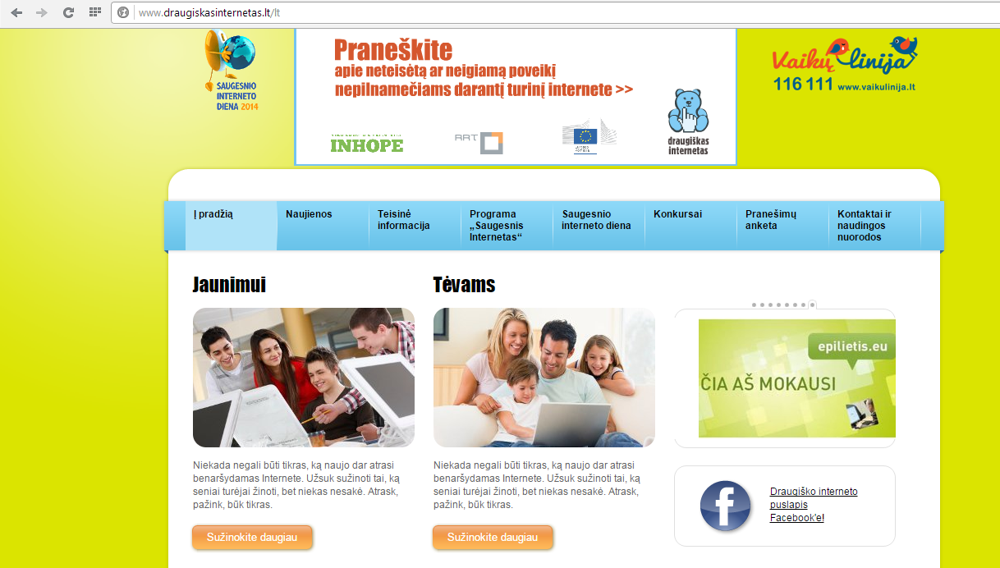 www.draugiskasinternetas.lt/lt
SAUGESNIO
INTERNETO
DIENA 2014
Praneškite
apie neteisėtą ar neigiamą poveikį
nepilnamečiams darantį turinį internete >>
INHOPE
RRT
draugiškas
internetas
Vaikų linija
116 111 www.vaikulinija.lt
Į pradžią
Naujienos
Teisinė
informacija
Programa
„Saugesnis
Internetas“
Saugesnio
interneto diena
Konkursai
Pranešimų
anketa
Kontaktai ir
naudingos
nuorodos
Jaunimui
Niekada negali būti tikras, ką naujo dar atrasi
benaršydamas Internete. Užsuk sužinoti tai, ką
seniai turėjai žinoti, bet niekas nesakė. Atrask,
pažink, būk tikras.
Sužinokite daugiau
Tėvams
Niekada negali būti tikras, ką naujo dar atrasi
benaršydamas Internete. Užsuk sužinoti tai, ką
seniai turėjai žinoti, bet niekas nesakė. Atrask,
pažink, būk tikras.
Sužinokite daugiau
epilietis.eu
ČIA AŠ MOKAUSI
Draugiško interneto
puslapis
Facebook'e!